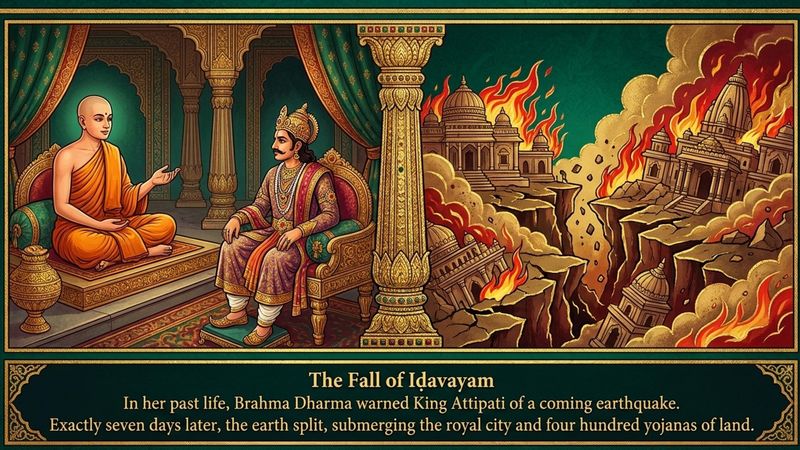 The Fall of Iḍavayam
In her past life, Brahma Dharma warned King Attipati of a coming earthquake.
Exactly seven days later, the earth split, submerging the royal city and four hundred yojanas of land.